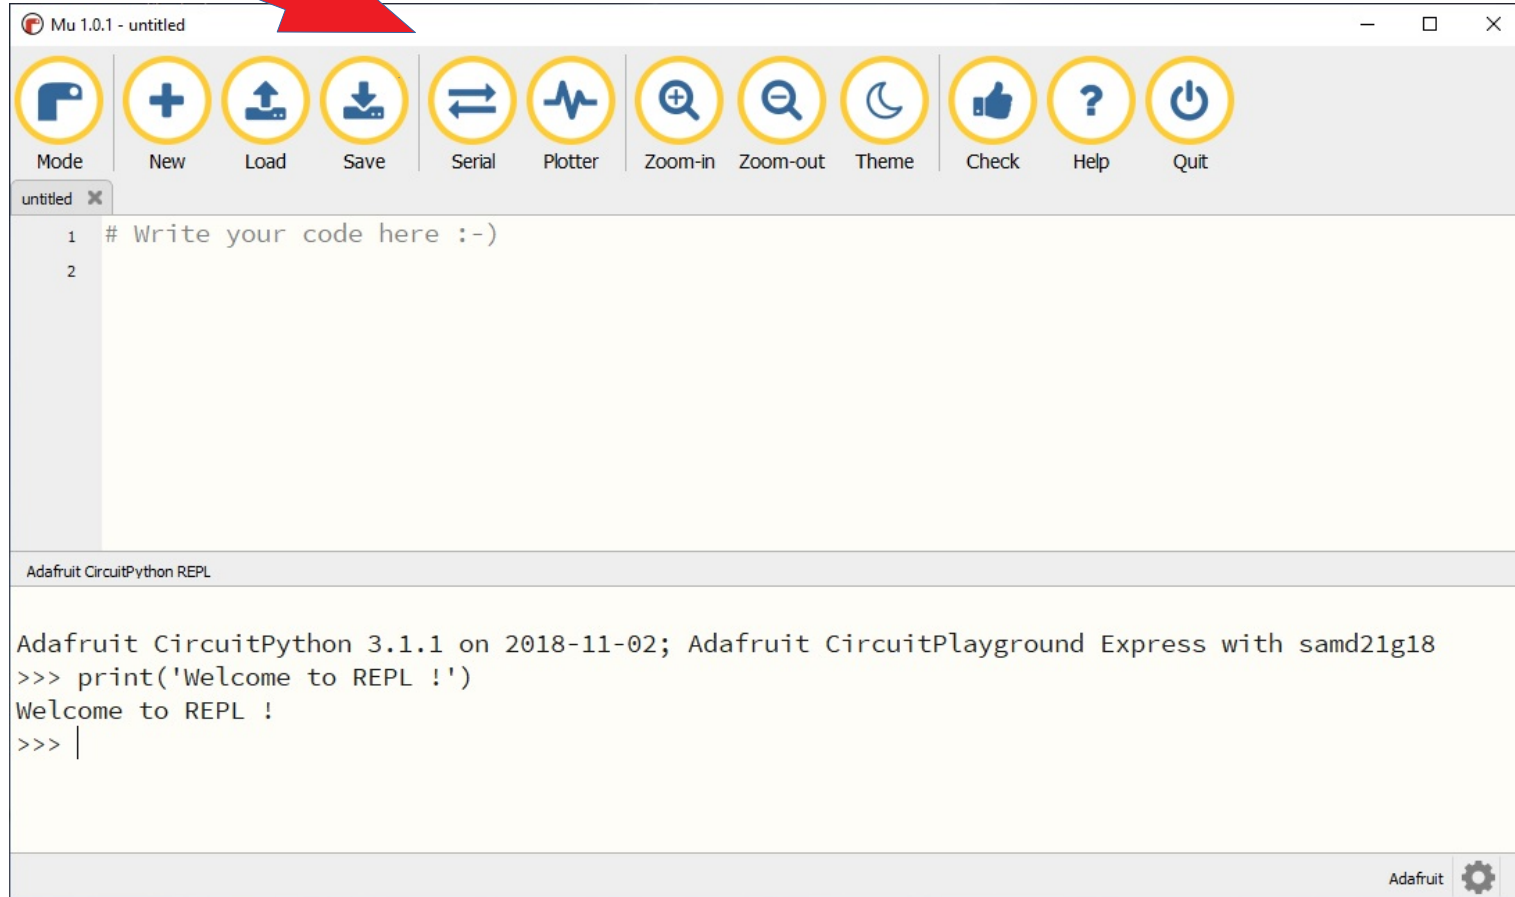 Mu 1.0.1 - untitled
Mode New Load Save Serial Plotter Zoom-in Zoom-out Theme Check Help Quit
untitled
1 # Write your code here :-)
2
Adafruit CircuitPython REPL
Adafruit CircuitPython 3.1.1 on 2018-11-02; Adafruit CircuitPlayground Express with samd21g18
>>> print('Welcome to REPL !')
Welcome to REPL !
>>>
Adafruit